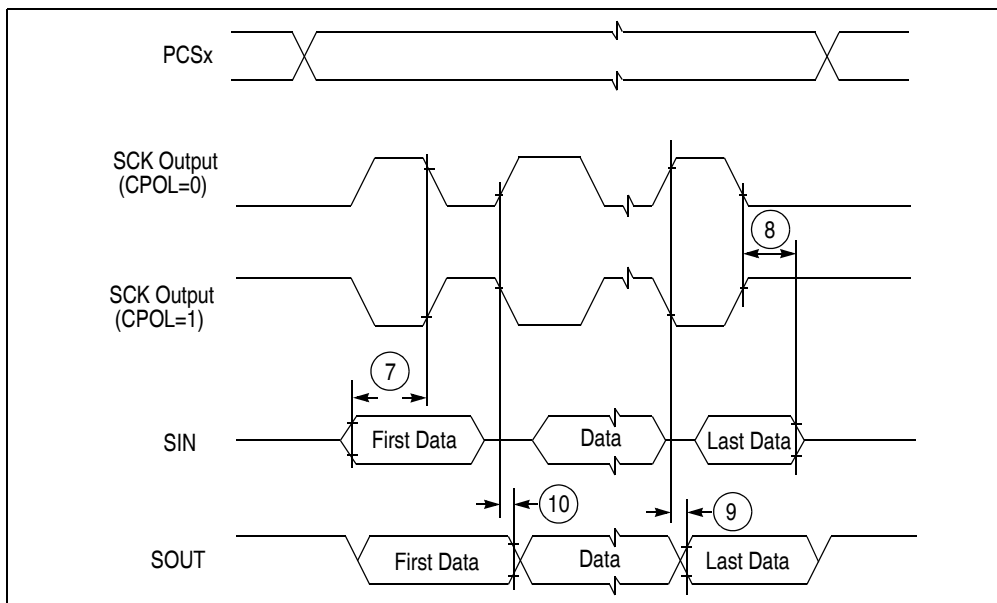 PCSx
SCK Output
(CPOL=0)
8
SCK Output
(CPOL=1)
7
SIN
First Data
Data
Last Data
10
9
SOUT
First Data
Data
Last Data